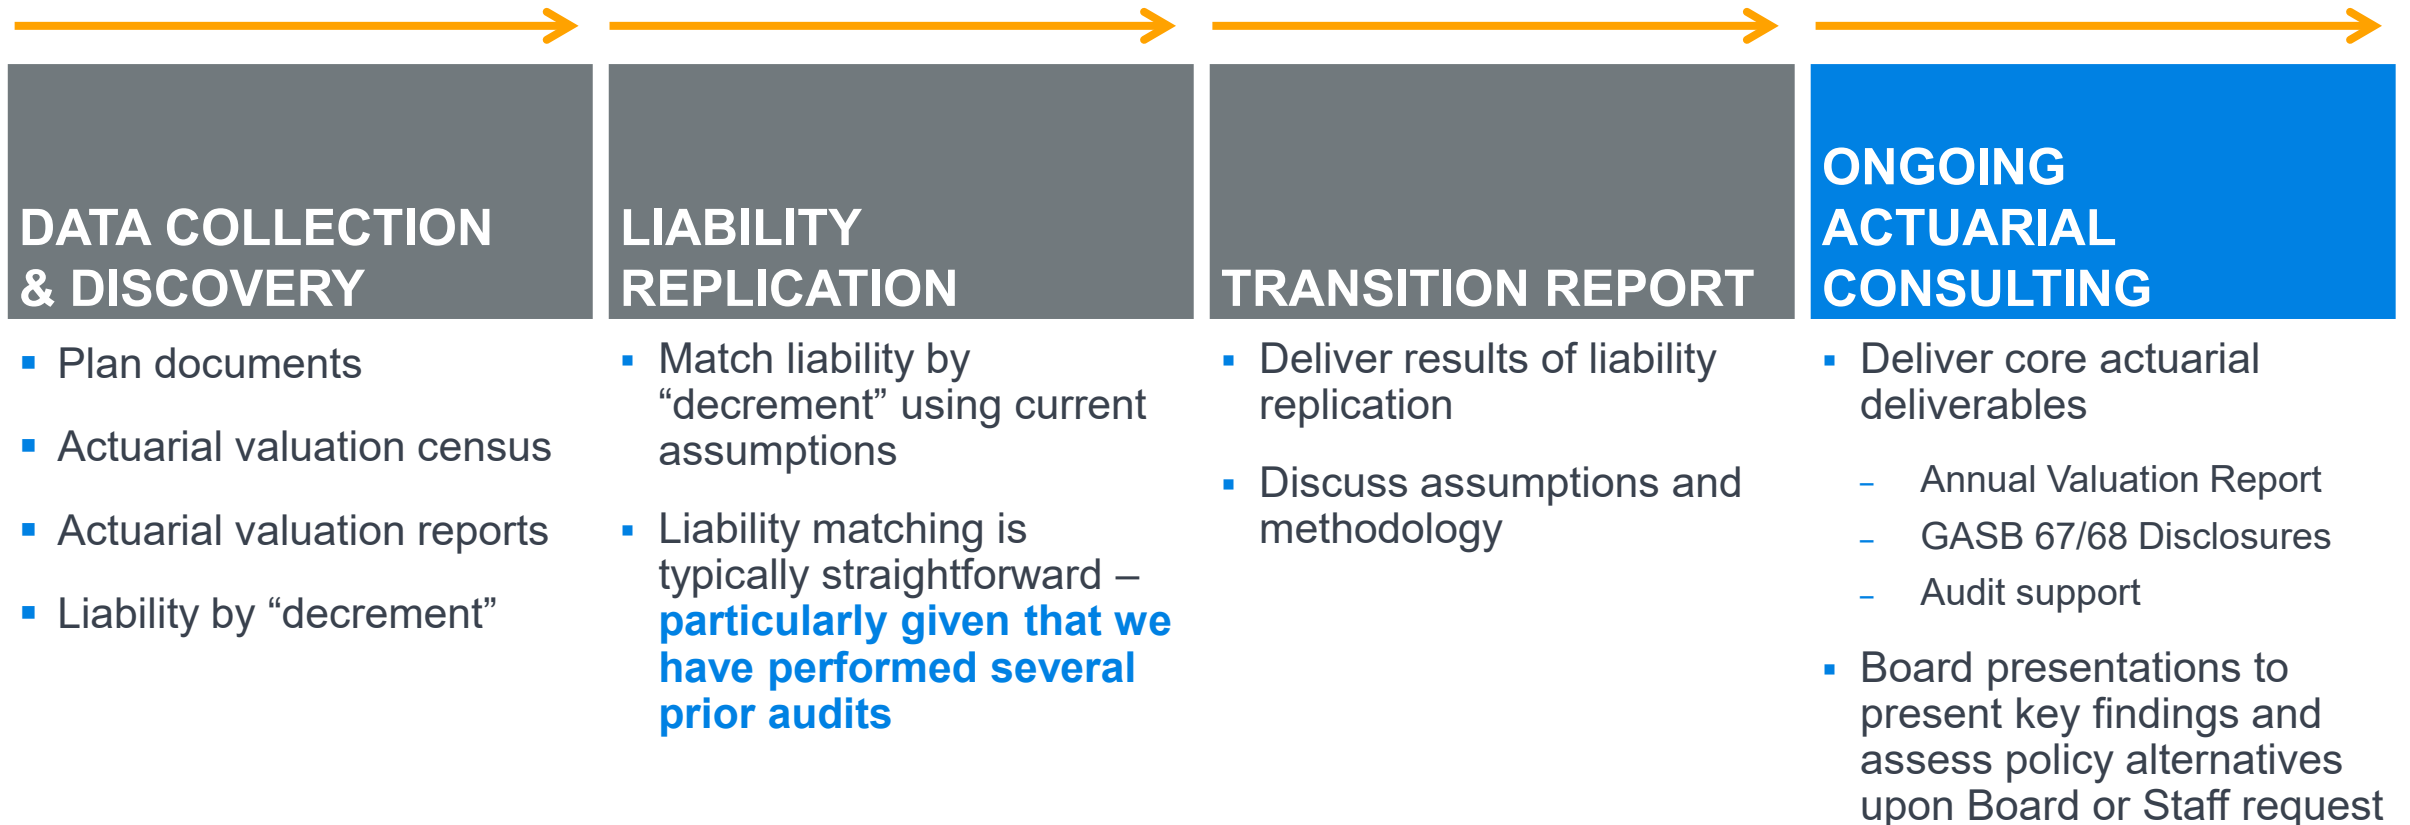 DATA COLLECTION
& DISCOVERY
▪ Plan documents
▪ Actuarial valuation census
▪ Actuarial valuation reports
▪ Liability by “decrement”
LIABILITY
REPLICATION
▪ Match liability by
“decrement” using current
assumptions
▪ Liability matching is
typically straightforward –
particularly given that we
have performed several
prior audits
TRANSITION REPORT
▪ Deliver results of liability
replication
▪ Discuss assumptions and
methodology
ONGOING
ACTUARIAL
CONSULTING
▪ Deliver core actuarial
deliverables
– Annual Valuation Report
– GASB 67/68 Disclosures
– Audit support
▪ Board presentations to
present key findings and
assess policy alternatives
upon Board or Staff request